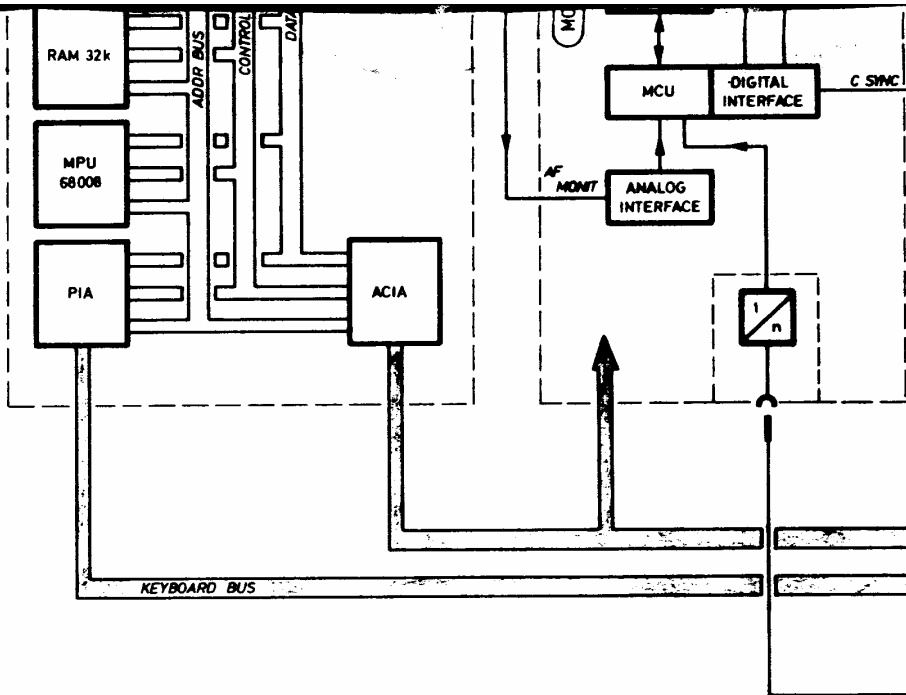 RAM 32k
ADDR BUS
CONTROL
DATA
MCU
DIGITAL
INTERFACE
C SYNC
MPU
68008
AF
MONIT
ANALOG
INTERFACE
PIA
ACIA
1
n
KEYBOARD BUS